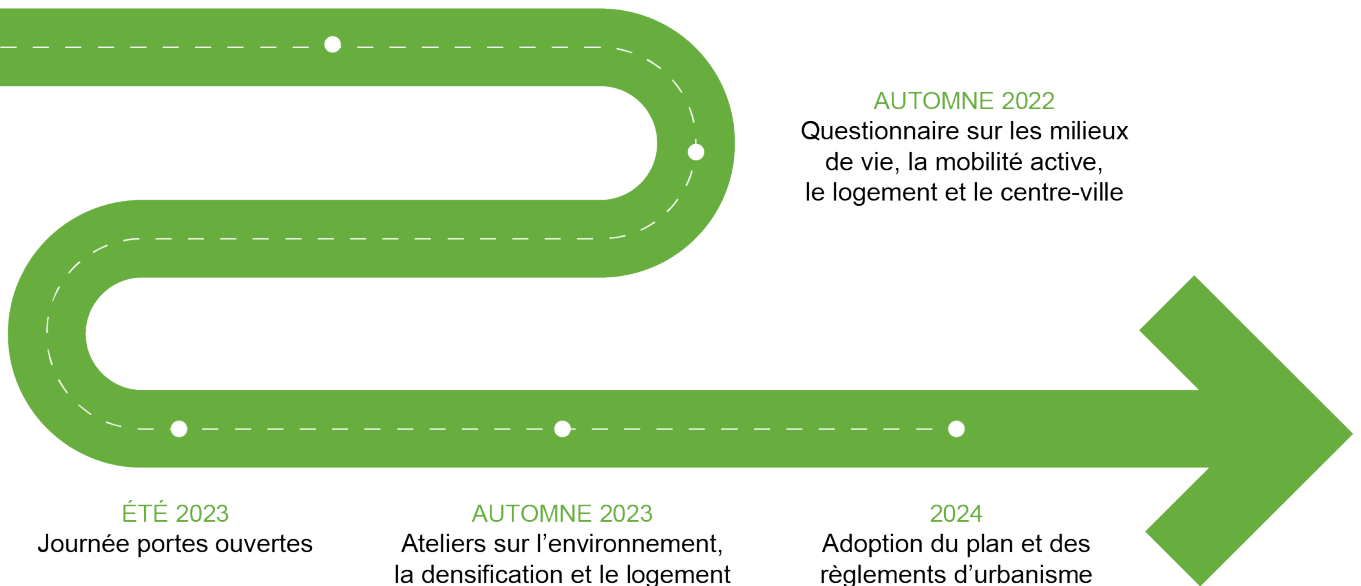 AUTOMNE 2022
Questionnaire sur les milieux
de vie, la mobilité active,
le logement et le centre-ville
ÉTÉ 2023
Journée portes ouvertes
AUTOMNE 2023
Ateliers sur l’environnement,
la densification et le logement
2024
Adoption du plan et des
règlements d’urbanisme